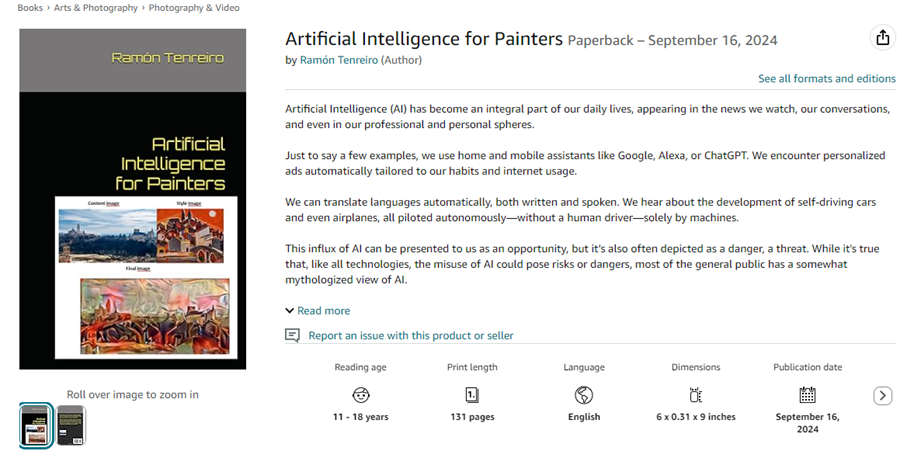 Books › Arts & Photography › Photography & Video
Ramón Tenreiro
Artificial
Intelligence
for Painters
Content Image
Style Image
Final Image
Roll over image to zoom in
Artificial Intelligence for Painters Paperback – September 16, 2024
by Ramón Tenreiro (Author)
See all formats and editions
Artificial Intelligence (AI) has become an integral part of our daily lives, appearing in the news we watch, our conversations,
and even in our professional and personal spheres.
Just to say a few examples, we use home and mobile assistants like Google, Alexa, or ChatGPT. We encounter personalized
ads automatically tailored to our habits and internet usage.
We can translate languages automatically, both written and spoken. We hear about the development of self-driving cars
and even airplanes, all piloted autonomously—without a human driver—solely by machines.
This influx of AI can be presented to us as an opportunity, but it's also often depicted as a danger, a threat. While it's true
that, like all technologies, the misuse of AI could pose risks or dangers, most of the general public has a somewhat
mythologized view of AI.
Read more
Report an issue with this product or seller
Reading age
11 - 18 years
Print length
1.
131 pages
Language
English
Dimensions
6 x 0.31 x 9 inches
Publication date
September 16,
2024